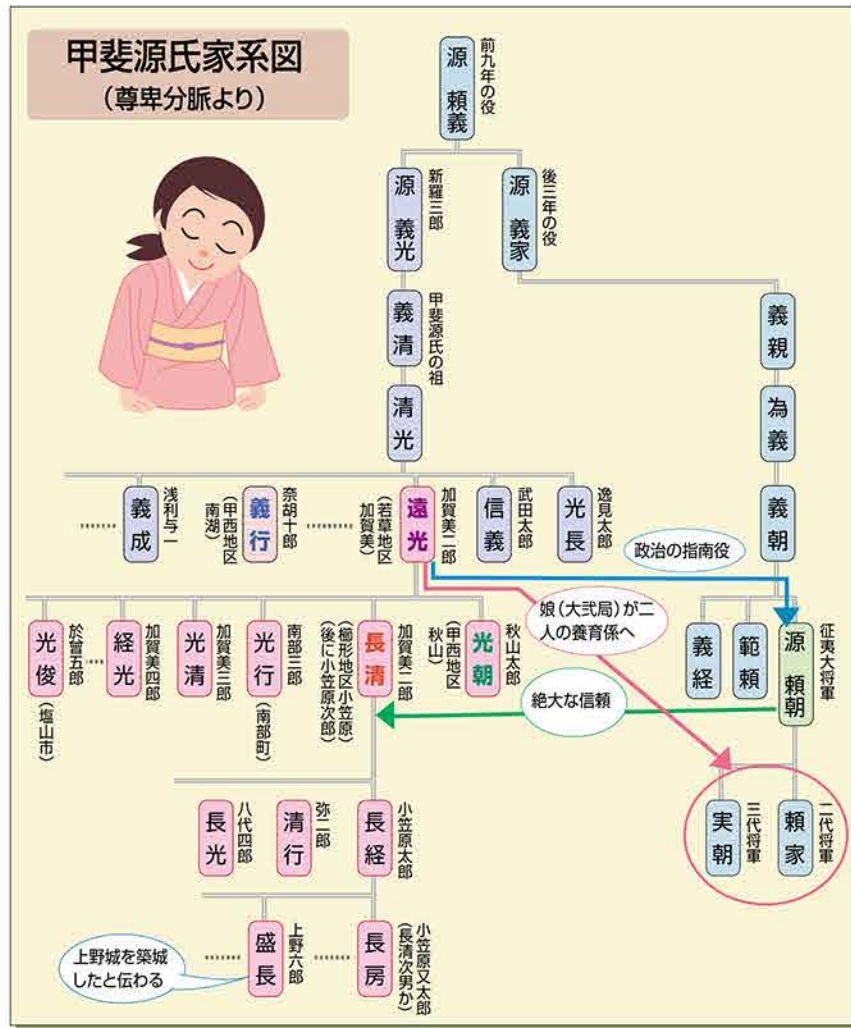 甲斐源氏家系図
（尊卑分脈より）
前九年の役
源 頼義
後三年の役
源 義家
新羅三郎
源 義光
甲斐源氏の祖
義清
清光
義親
為義
義朝
逸見太郎
光長
武田太郎
信義
加賀美二郎
（若草地区
加賀美）
遠光
奈胡十郎
（甲西地区
南湖）
義行
浅利与一
義成
政治の指南役
娘（大弐局）が二
人の養育係へ
絶大な信頼
征夷大将軍
源 頼朝
範頼
義経
二代将軍
頼家
三代将軍
実朝
秋山太郎
（甲西地区
秋山）
光朝
加賀美二郎
（櫛形地区小笠原）
（後に小笠原次郎）
長清
南部三郎
（南部町）
光行
加賀美三郎
光清
加賀美四郎
経光
於曽五郎
（塩山市）
光俊
小笠原太郎
長経
弥二郎
清行
八代四郎
長光
小笠原又太郎
（長清次男か）
長房
上野六郎
盛長
上野城を築城
したと伝わる